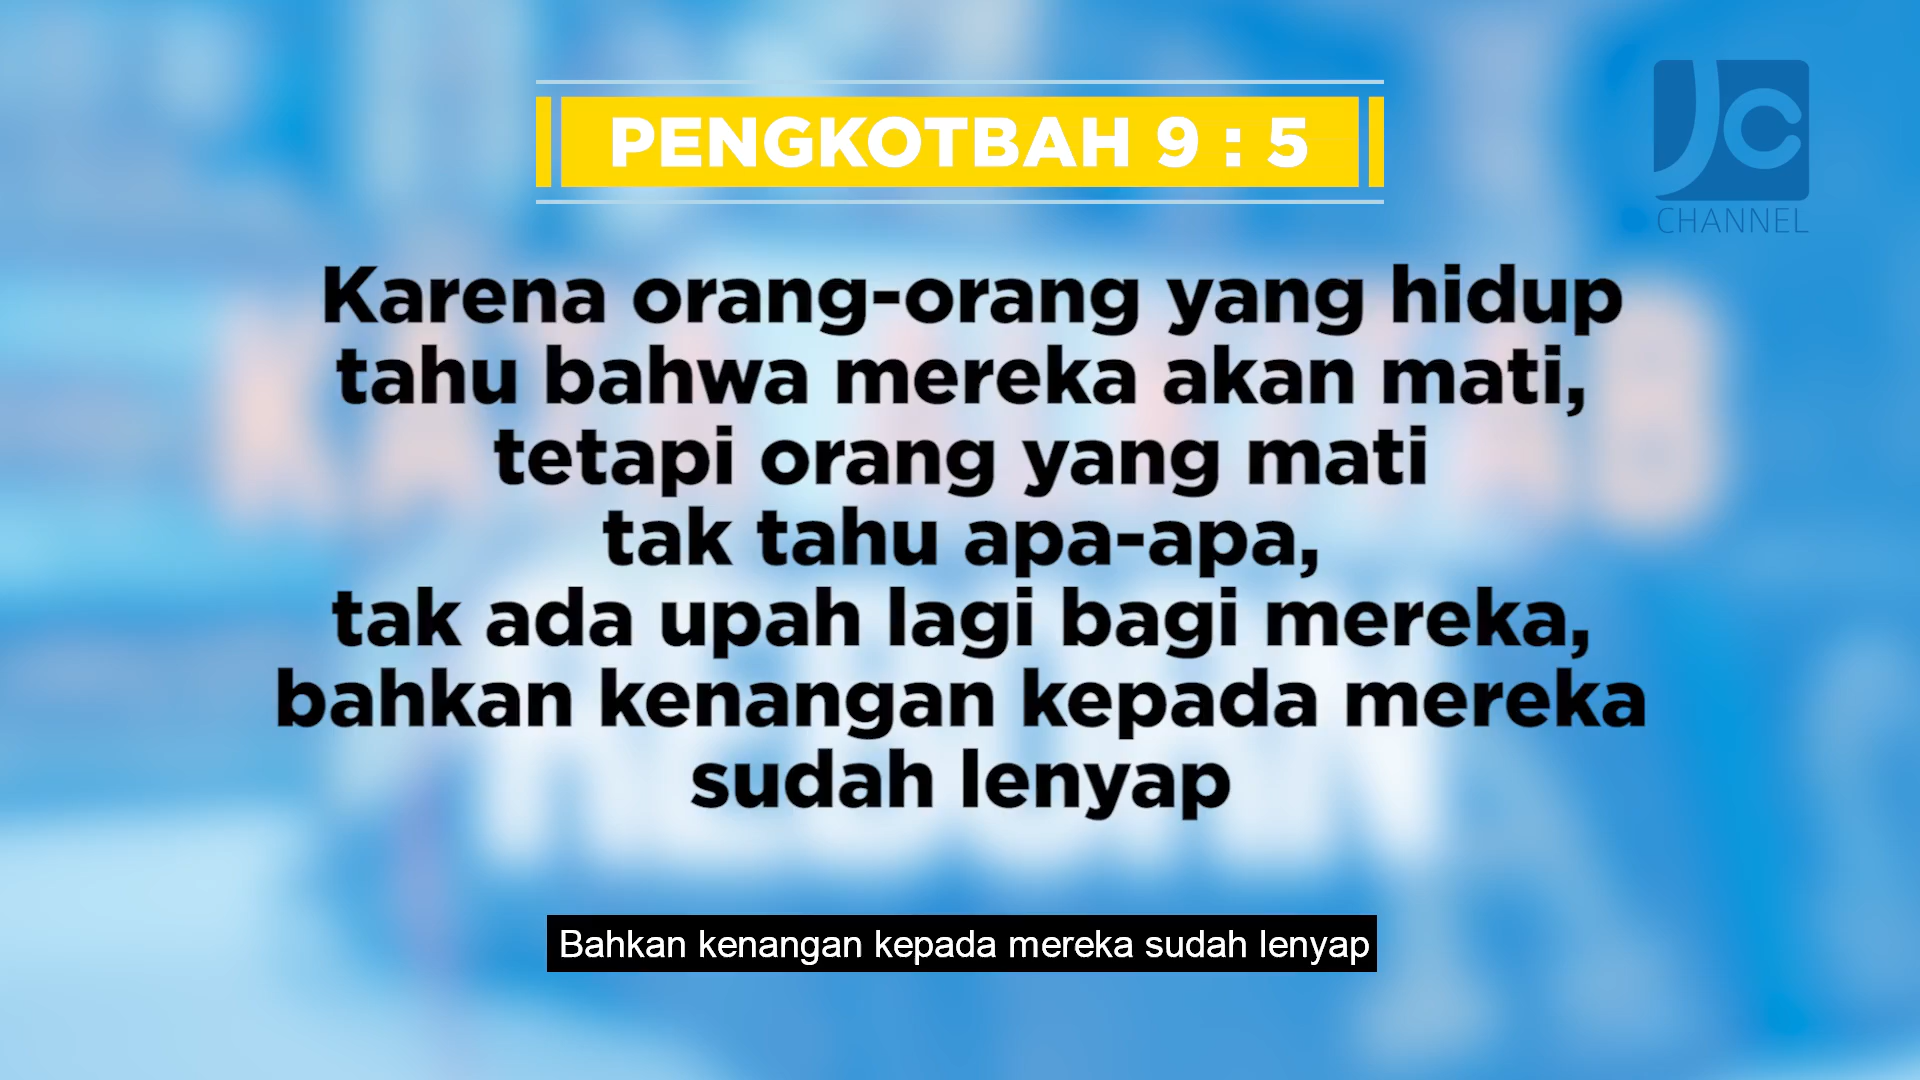 PENGKOTBAH 9 : 5
JC
CHANNEL
Karena orang-orang yang hidup
tahu bahwa mereka akan mati,
tetapi orang yang mati
tak tahu apa-apa,
tak ada upah lagi bagi mereka,
bahkan kenangan kepada mereka
sudah lenyap
Bahkan kenangan kepada mereka sudah lenyap